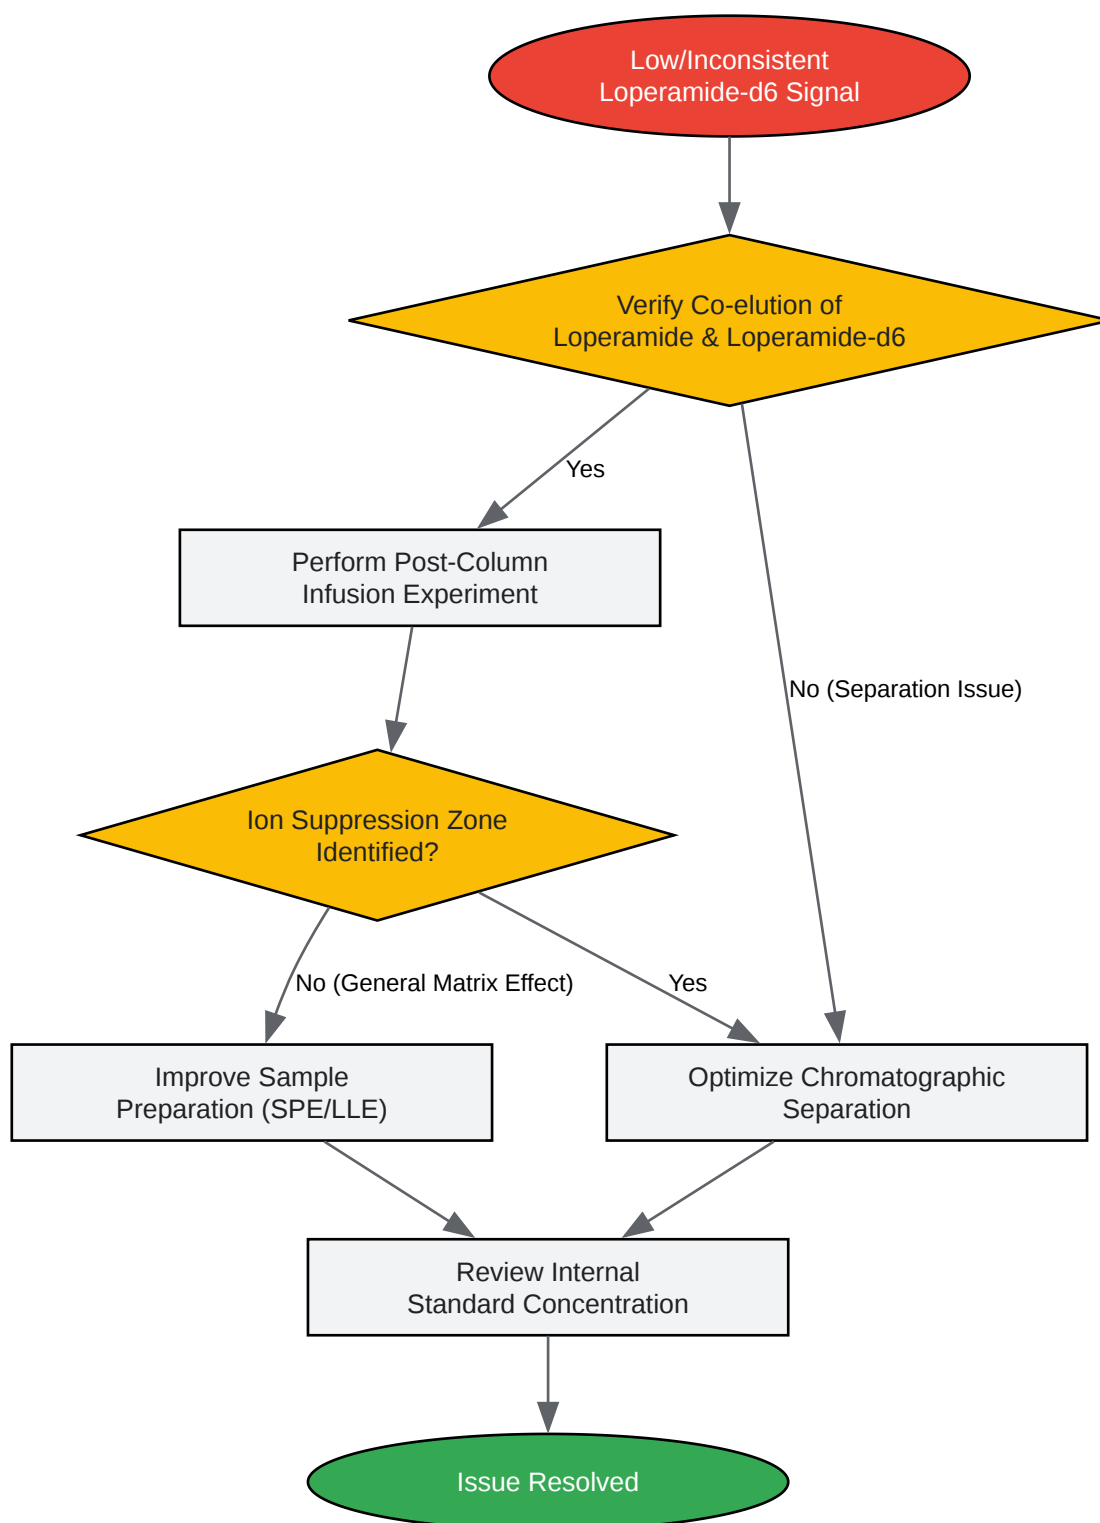 Low/Inconsistent
Loperamide-d6 Signal
Verify Co-elution of
Loperamide & Loperamide-d6
Yes
Perform Post-Column
Infusion Experiment
No (Separation Issue)
Ion Suppression Zone
Identified?
No (General Matrix Effect)
Yes
Improve Sample
Preparation (SPE/LLE)
Optimize Chromatographic
Separation
Review Internal
Standard Concentration
Issue Resolved